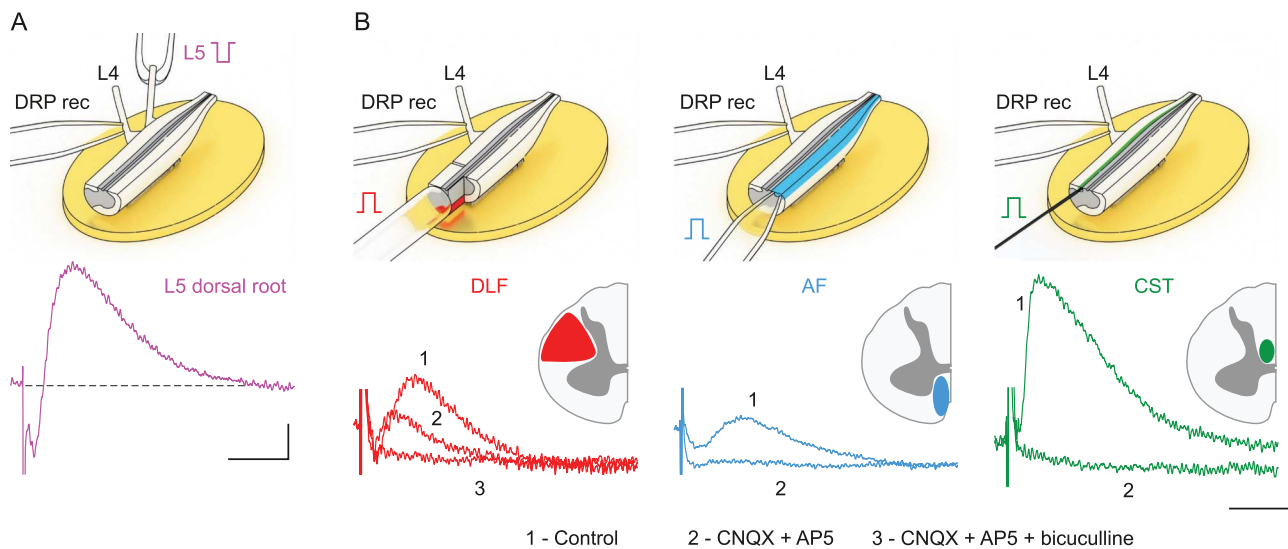 A
B
L5
L4
DRP rec
L4
DRP rec
L4
DRP rec
L4
DRP rec
L5 dorsal root
DLF
AF
CST
1
2
3
1
2
1
2
1 - Control 2 - CNQX + AP5 3 - CNQX + AP5 + bicuculline